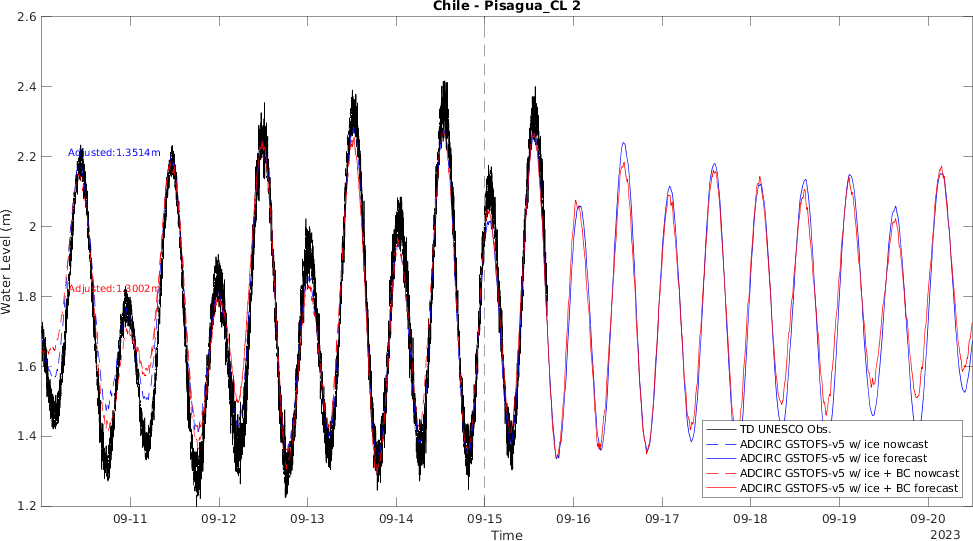 Chile - Pisagua_CL 2
Water Level (m)
2.6
2.4
2.2
2
1.8
1.6
1.4
1.2
Adjusted:1.3514m
Adjusted:1.3002m
TD UNESCO Obs.
ADCIRC GSTOFS-v5 w/ ice nowcast
ADCIRC GSTOFS-v5 w/ ice forecast
ADCIRC GSTOFS-v5 w/ ice + BC nowcast
ADCIRC GSTOFS-v5 w/ ice + BC forecast
09-11 09-12 09-13 09-14 09-15 09-16 09-17 09-18 09-19 09-20
Time
2023